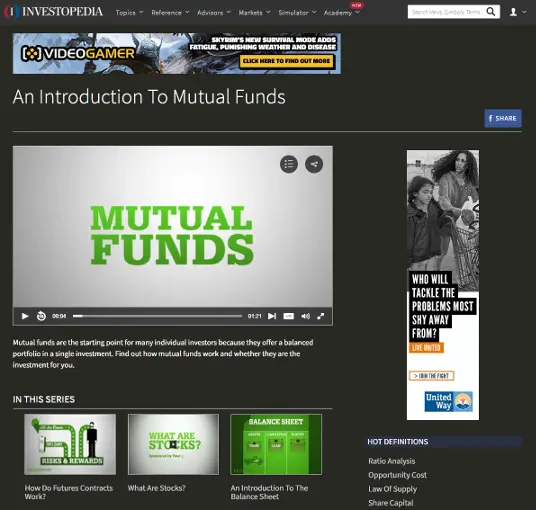 INVESTOPEDIA
Topics
Reference
Advisors
Markets
Simulator
Academy
NEW
Search News, Symbols, Terms
VIDEOGAMER
SKYRIM'S NEW SURVIVAL MODE ADDS
FATIGUE, PUNISHING WEATHER AND DISEASE
CLICK HERE TO FIND OUT MORE
An Introduction To Mutual Funds
f SHARE
MUTUAL
FUNDS
00:04
01:21
Mutual funds are the starting point for many individual investors because they offer a balanced
portfolio in a single investment. Find out how mutual funds work and whether they are the
investment for you.
WHO WILL
TACKLE THE
PROBLEMS MOST
SHY AWAY
FROM?
LIVE UNITED
> JOIN THE FIGHT
United
Way
IN THIS SERIES
RISKS & REWARDS
How Do Futures Contracts
Work?
WHAT ARE
STOCKS?
What Are Stocks?
BALANCE SHEET
An Introduction To The
Balance Sheet
HOT DEFINITIONS
Ratio Analysis
Opportunity Cost
Law Of Supply
Share Capital